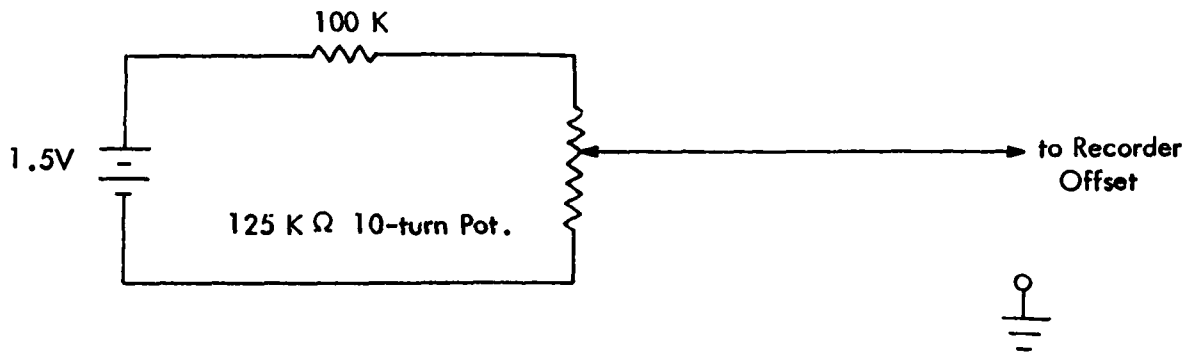 100 K
1.5V
to Recorder
Offset
125 K Ω 10-turn Pot.